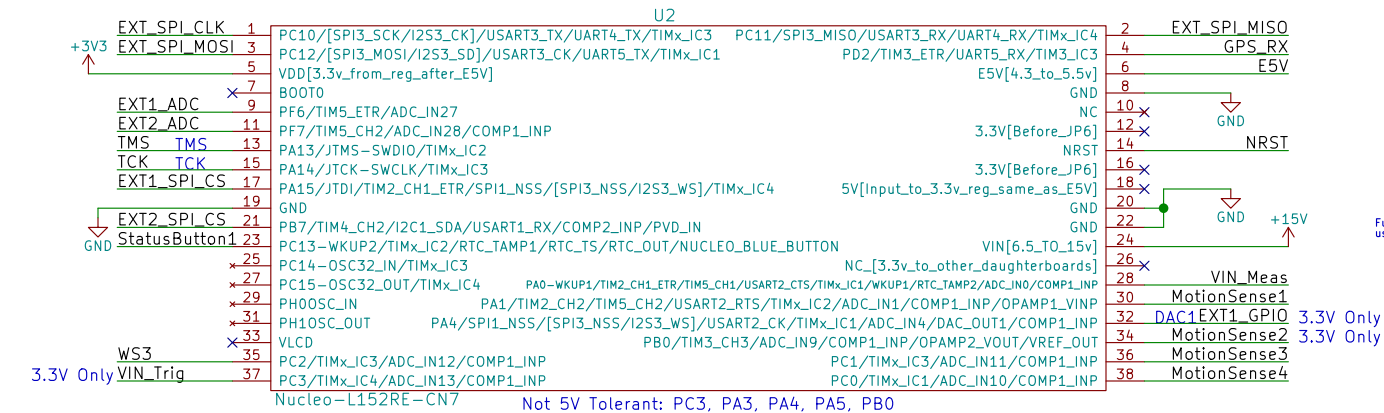 U2
EXT_SPI_CLK 1 PC10/[SPI3_SCK/I2S3_CK]/USART3_TX/UART4_TX/TIMx_IC3 PC11/SPI3_MISO/USART3_RX/UART4_RX/TIMx_IC4 2 EXT_SPI_MISO
+3V3 EXT_SPI_MOSI 3 PC12/[SPI3_MOSI/I2S3_SD]/USART3_CK/UART5_TX/TIMx_IC1 PD2/TIM3_ETR/UART5_RX/TIM3_IC3 4 GPS_RX
5 VDD[3.3v_from_reg_after_E5V] E5V[4.3_to_5.5v] 6 E5V
7 BOOT0 GND 8
EXT1_ADC 9 PF6/TIM5_ETR/ADC_IN27 NC 10 GND
EXT2_ADC 11 PF7/TIM5_CH2/ADC_IN28/COMP1_INP 3.3V[Before_JP6] 12
TMS TMS 13 PA13/JTMS-SWDIO/TIMx_IC2 NRST 14 NRST
TCK TCK 15 PA14/JTCK-SWCLK/TIMx_IC3 3.3V[Before_JP6] 16
EXT1_SPI_CS 17 PA15/JTDI/TIM2_CH1_ETR/SPI1_NSS/[SPI3_NSS/I2S3_WS]/TIMx_IC4 5V[Input_to_3.3v_reg_same_as_E5V] 18
19 GND GND 20 GND
EXT2_SPI_CS 21 PB7/TIM4_CH2/I2C1_SDA/USART1_RX/COMP2_INP/PVD_IN GND 22 +15V
GND StatusButton1 23 PC13-WKUP2/TIMx_IC2/RTC_TAMP1/RTC_TS/RTC_OUT/NUCLEO_BLUE_BUTTON VIN[6.5_TO_15v] 24
25 PC14-OSC32_IN/TIMx_IC3 NC_[3.3v_to_other_daughterboards] 26
27 PC15-OSC32_OUT/TIMx_IC4 PA0-WKUP1/TIM2_CH1_ETR/TIM5_CH1/USART2_CTS/TIMx_IC1/WKUP1/RTC_TAMP2/ADC_IN0/COMP1_INP 28 VIN_Meas
29 PH0OSC_IN PA1/TIM2_CH2/TIM5_CH2/USART2_RTS/TIMx_IC2/ADC_IN1/COMP1_INP/OPAMP1_VINP 30 MotionSense1
31 PH1OSC_OUT PA4/SPI1_NSS/[SPI3_NSS/I2S3_WS]/USART2_CK/TIMx_IC1/ADC_IN4/DAC_OUT1/COMP1_INP 32 DAC1 EXT1_GPIO 3.3V Only
33 VLCD PB0/TIM3_CH3/ADC_IN9/COMP1_INP/OPAMP2_VOUT/VREF_OUT 34 MotionSense2 3.3V Only
WS3 35 PC2/TIMx_IC3/ADC_IN12/COMP1_INP PC1/TIMx_IC3/ADC_IN11/COMP1_INP 36 MotionSense3
3.3V Only VIN_Trig 37 PC3/TIMx_IC4/ADC_IN13/COMP1_INP PC0/TIMx_IC1/ADC_IN10/COMP1_INP 38 MotionSense4
Nucleo-L152RE-CN7 Not 5V Tolerant: PC3, PA3, PA4, PA5, PB0